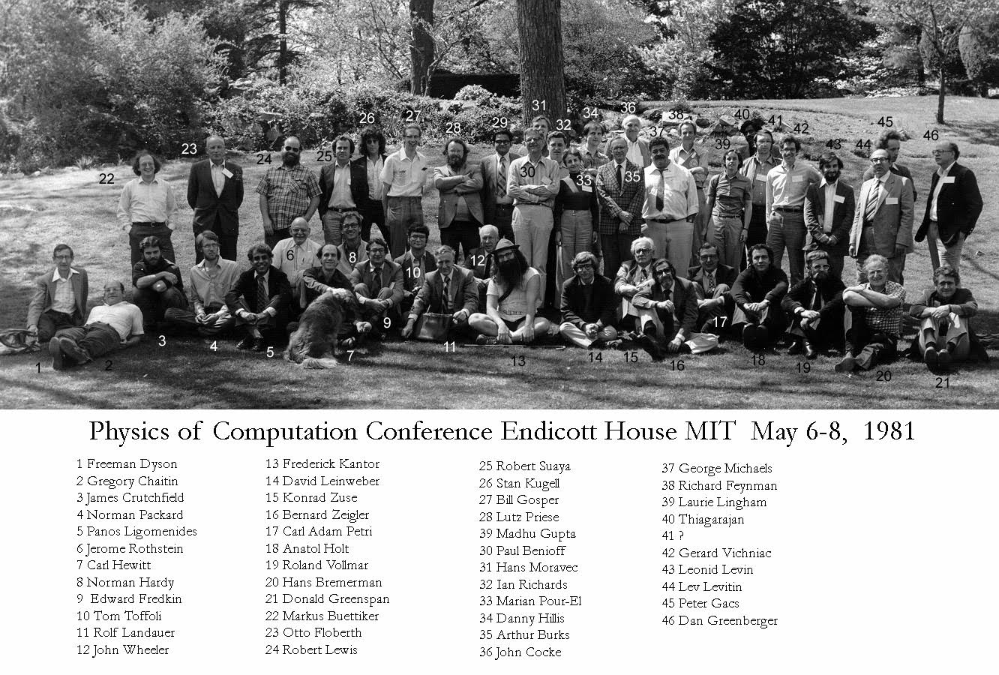 31
36
34
38
40
26
27
28
29
32
41
42
45
37
23
24
25
39
43
44
46
22
30
33
35
6
8
12
10
9
17
3
4
5
7
11
13
14
15
16
18
19
20
21
1
2
Physics of Computation Conference Endicott House MIT May 6-8, 1981
1 Freeman Dyson
2 Gregory Chaitin
3 James Crutchfield
4 Norman Packard
5 Panos Ligomenides
6 Jerome Rothstein
7 Carl Hewitt
8 Norman Hardy
9 Edward Fredkin
10 Tom Toffoli
11 Rolf Landauer
12 John Wheeler
13 Frederick Kantor
14 David Leinweber
15 Konrad Zuse
16 Bernard Zeigler
17 Carl Adam Petri
18 Anatol Holt
19 Roland Vollmar
20 Hans Bremerman
21 Donald Greenspan
22 Markus Buettiker
23 Otto Floberth
24 Robert Lewis
25 Robert Suaya
26 Stan Kugell
27 Bill Gosper
28 Lutz Priese
39 Madhu Gupta
30 Paul Benioff
31 Hans Moravec
32 Ian Richards
33 Marian Pour-El
34 Danny Hillis
35 Arthur Burks
36 John Cocke
37 George Michaels
38 Richard Feynman
39 Laurie Lingham
40 Thiagarajan
41 ?
42 Gerard Vichniac
43 Leonid Levin
44 Lev Levitin
45 Peter Gacs
46 Dan Greenberger